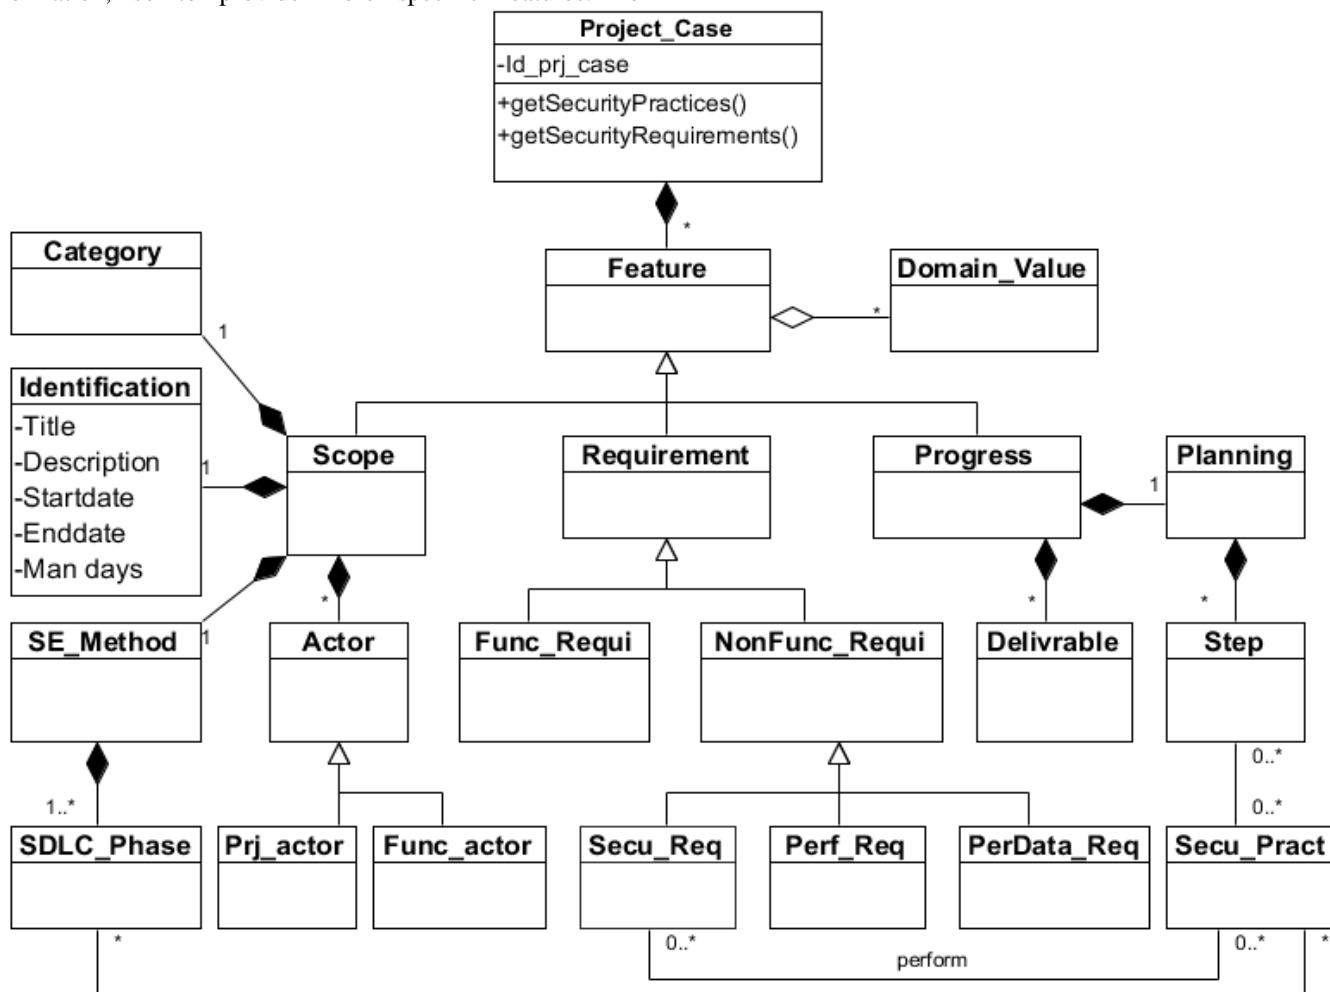 Project_Case
-Id_prj_case
+getSecurityPractices()
+getSecurityRequirements()
*
Category
Feature
Domain_Value
1
*
Identification
-Title
-Description
-Startdate
-Enddate
-Man days
1
Scope
Requirement
Progress
Planning
1
*
*
*
1
SE_Method
Actor
Func_Requi
NonFunc_Requi
Delivrable
Step
0..*
1..*
0..*
SDLC_Phase
Prj_actor
Func_actor
Secu_Req
Perf_Req
PerData_Req
Secu_Pract
*
0..*
0..*
*
perform